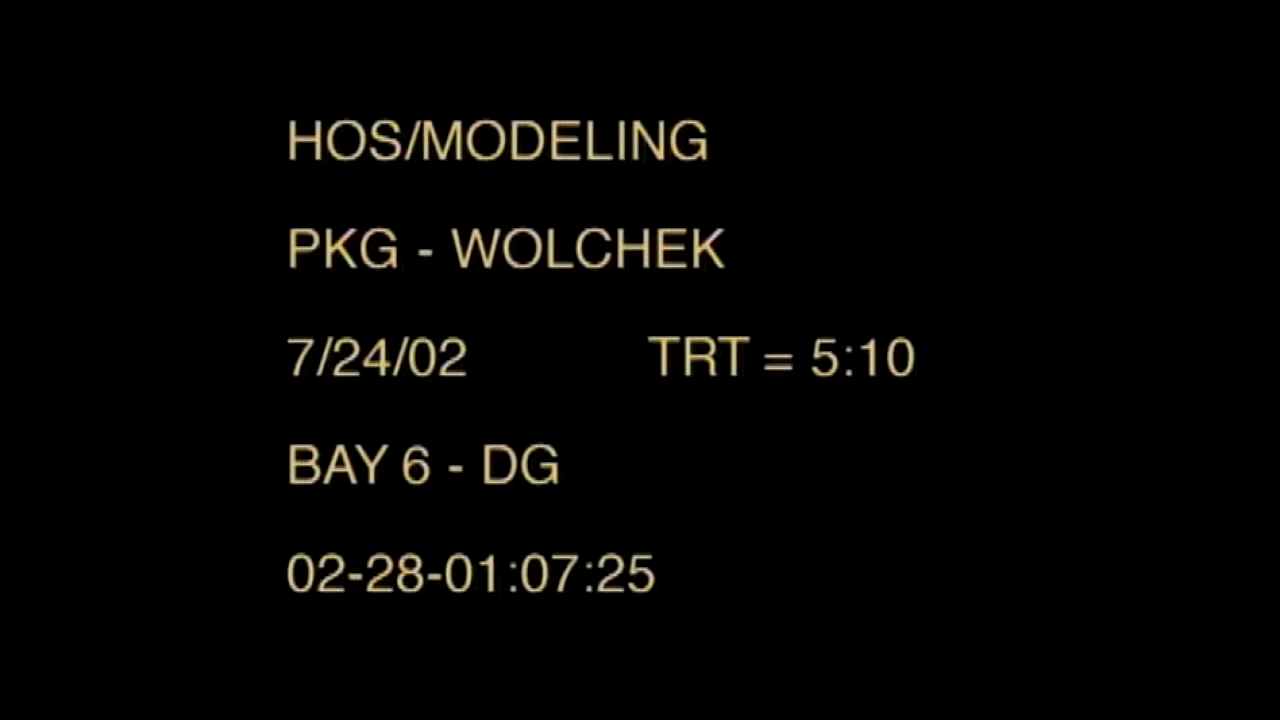 HOS/MODELING
PKG - WOLCHEK
7/24/02 TRT = 5:10
BAY 6 - DG
02-28-01:07:25